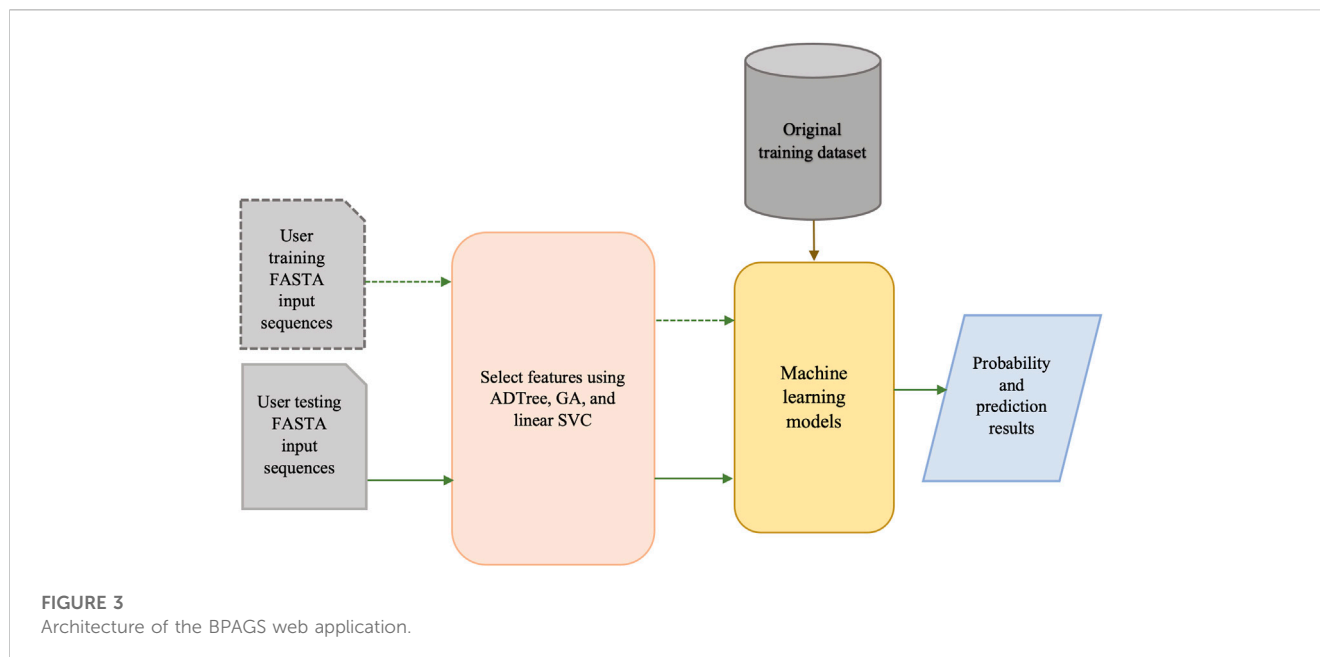 Original
training dataset
User
training
FASTA
input
sequences
User testing
FASTA
input
sequences
Select features using
ADTree, GA, and
linear SVC
Machine
learning
models
Probability
and
prediction
results
FIGURE 3
Architecture of the BPAGS web application.